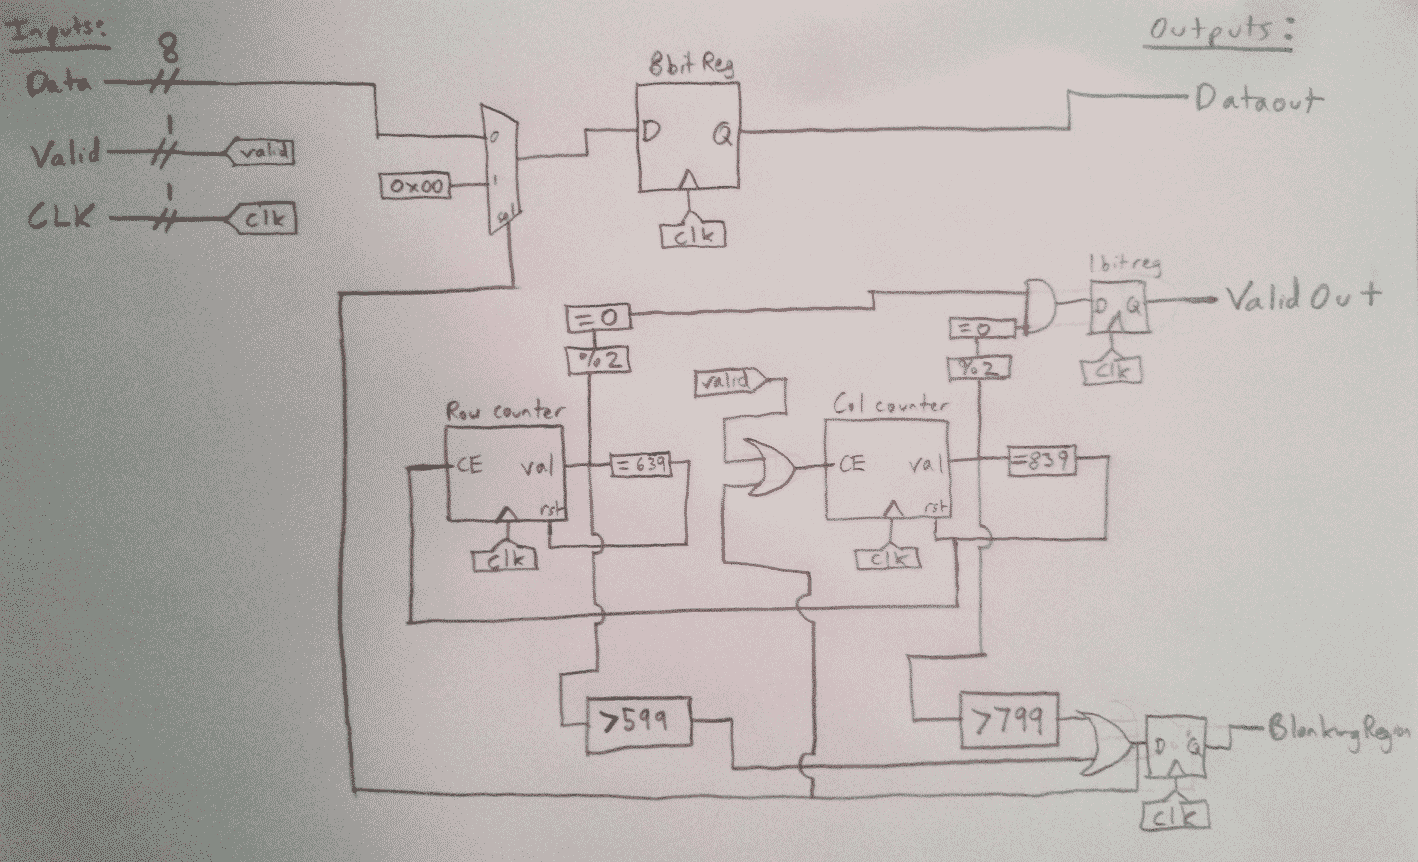 Inputs:
Outputs:
8
Data
8bit Reg
Dataout
1
Valid
valid
0
D Q
1
0x00
sel
CLK
clk
clk
1bit reg
= 0
D Q
Valid Out
= 0
clk
% 2
% 2
valid
Row counter
Col counter
CE val
= 639
CE val
=839
rst
rst
clk
clk
>599
>799
D Q
Blanking Region
clk